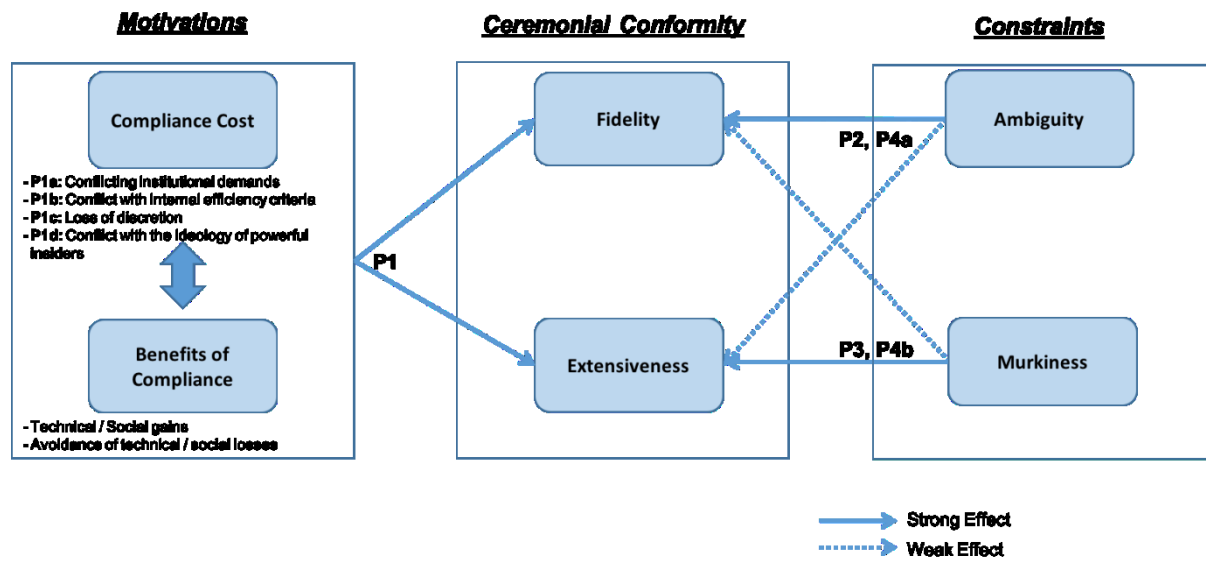 Motivations
Ceremonial Conformity
Constraints
Compliance Cost
- P1a: Conflicting institutional demands
- P1b: Conflict with internal efficiency criteria
- P1c: Loss of discretion
- P1d: Conflict with the ideology of powerful
insiders
Benefits of
Compliance
- Technical / Social gains
- Avoidance of technical / social losses
P1
Fidelity
Extensiveness
P2, P4a
P3, P4b
Ambiguity
Murkiness
Strong Effect
Weak Effect